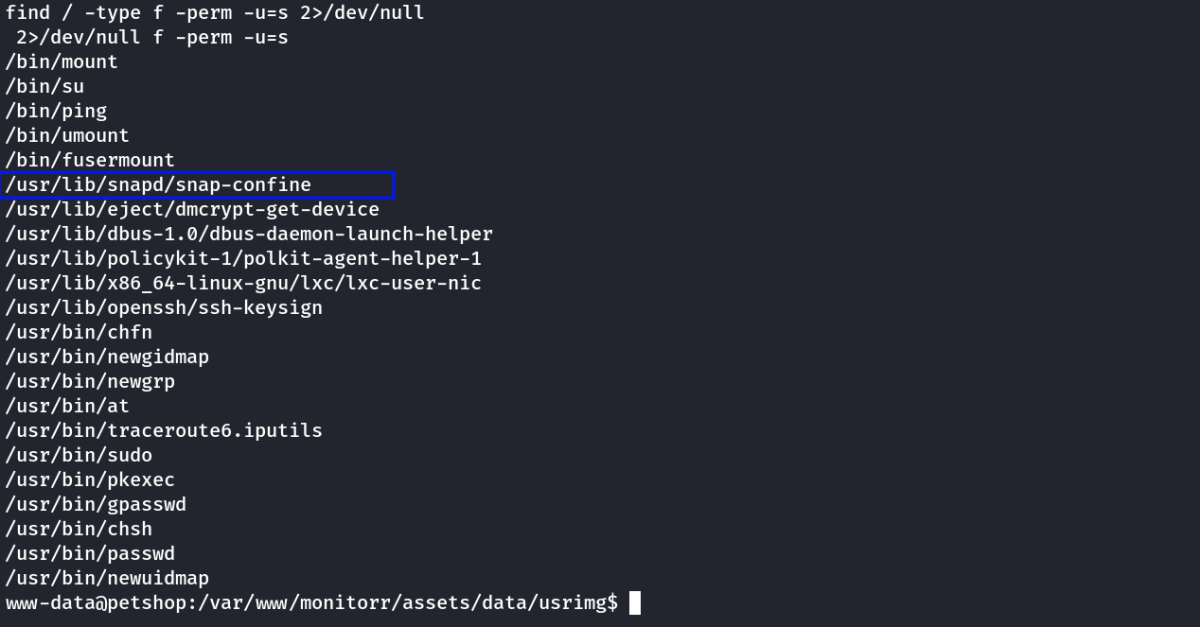 find / -type f -perm -u=s 2>/dev/null
 2>/dev/null f -perm -u=s
/bin/mount
/bin/su
/bin/ping
/bin/umount
/bin/fusermount
/usr/lib/snapd/snap-confine
/usr/lib/eject/dmcrypt-get-device
/usr/lib/dbus-1.0/dbus-daemon-launch-helper
/usr/lib/policykit-1/polkit-agent-helper-1
/usr/lib/x86_64-linux-gnu/lxc/lxc-user-nic
/usr/lib/openssh/ssh-keysign
/usr/bin/chfn
/usr/bin/newgidmap
/usr/bin/newgrp
/usr/bin/at
/usr/bin/traceroute6.iputils
/usr/bin/sudo
/usr/bin/pkexec
/usr/bin/gpasswd
/usr/bin/chsh
/usr/bin/passwd
/usr/bin/newuidmap
www-data@petshop:/var/www/monitorr/assets/data/usrimg$